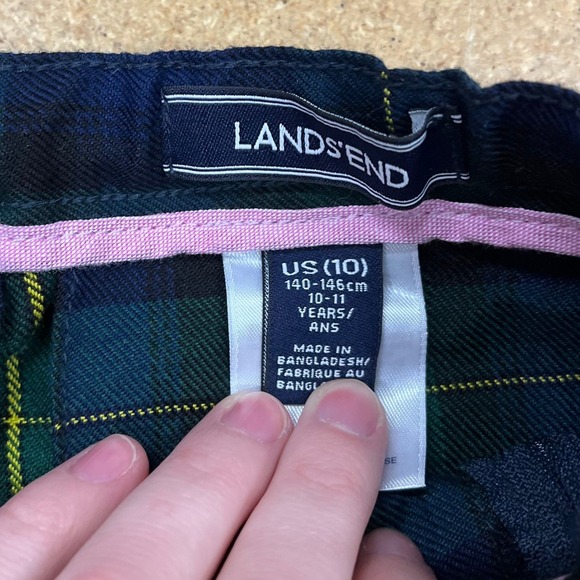 LANDS'END
US (10)
140-146cm
10-11
YEARS/
ANS
MADE IN
BANGLADESH/
FABRIQUE AU